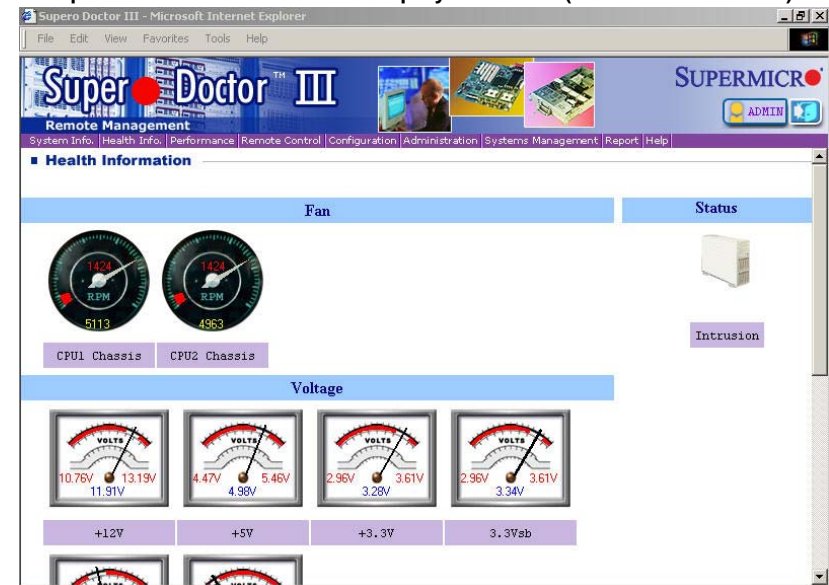 Supero Doctor III - Microsoft Internet Explorer
File Edit View Favorites Tools Help
Super Doctor ™ III
Remote Management
SUPERMICRO
ADMIN
System Info. Health Info. Performance Remote Control Configuration Administration Systems Management Report Help
Health Information
Fan
Status
1424
RPM
5113
1424
RPM
4963
CPU1 Chassis
CPU2 Chassis
Intrusion
Voltage
VOLTS
10.76V 13.19V
11.91V
VOLTS
4.47V 5.46V
4.98V
VOLTS
2.96V 3.61V
3.28V
VOLTS
2.96V 3.61V
3.34V
+12V
+5V
+3.3V
3.3Vsb